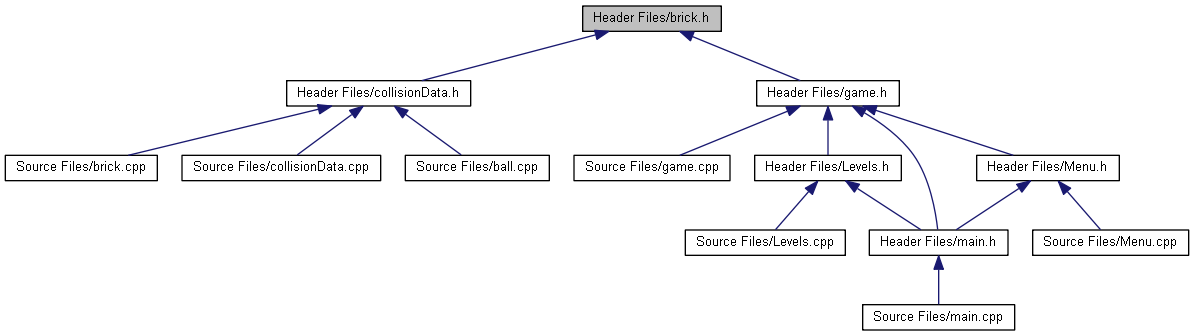 Header Files/brick.h
Header Files/collisionData.h
Header Files/game.h
Source Files/brick.cpp
Source Files/collisionData.cpp
Source Files/ball.cpp
Source Files/game.cpp
Header Files/Levels.h
Header Files/Menu.h
Source Files/Levels.cpp
Header Files/main.h
Source Files/Menu.cpp
Source Files/main.cpp